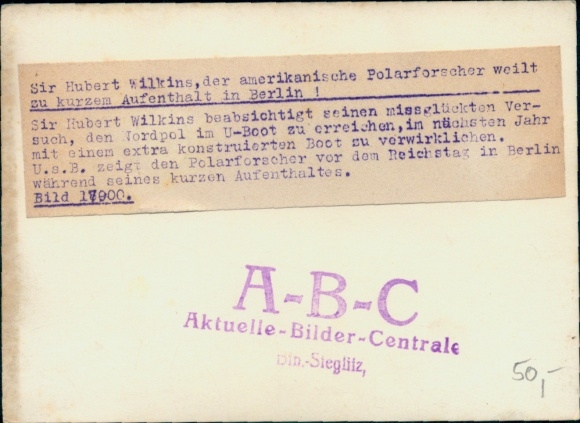 Sir Hubert Wilkins,der amerikanische Polarforscher weilt
zu kurzem Aufenthalt in Berlin !
Sir Hubert Wilkins beabsichtigt seinen missglückten Ver-
such, den Nordpol im U-Boot zu erreichen,im nächsten Jahr
mit einem extra konstruierten Boot zu verwirklichen.
U.s.B. zeigt den Polarforscher vor dem Reichstag in Berlin
während seines kurzen Aufenthaltes.
Bild 17900.
A-B-C
Aktuelle-Bilder-Centrale
Bln.-Steglitz,
50,-